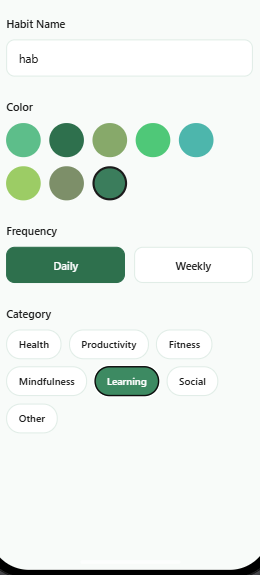 Habit Name
hab
Color
Frequency
Daily Weekly
Category
Health Productivity Fitness
Mindfulness Learning Social
Other